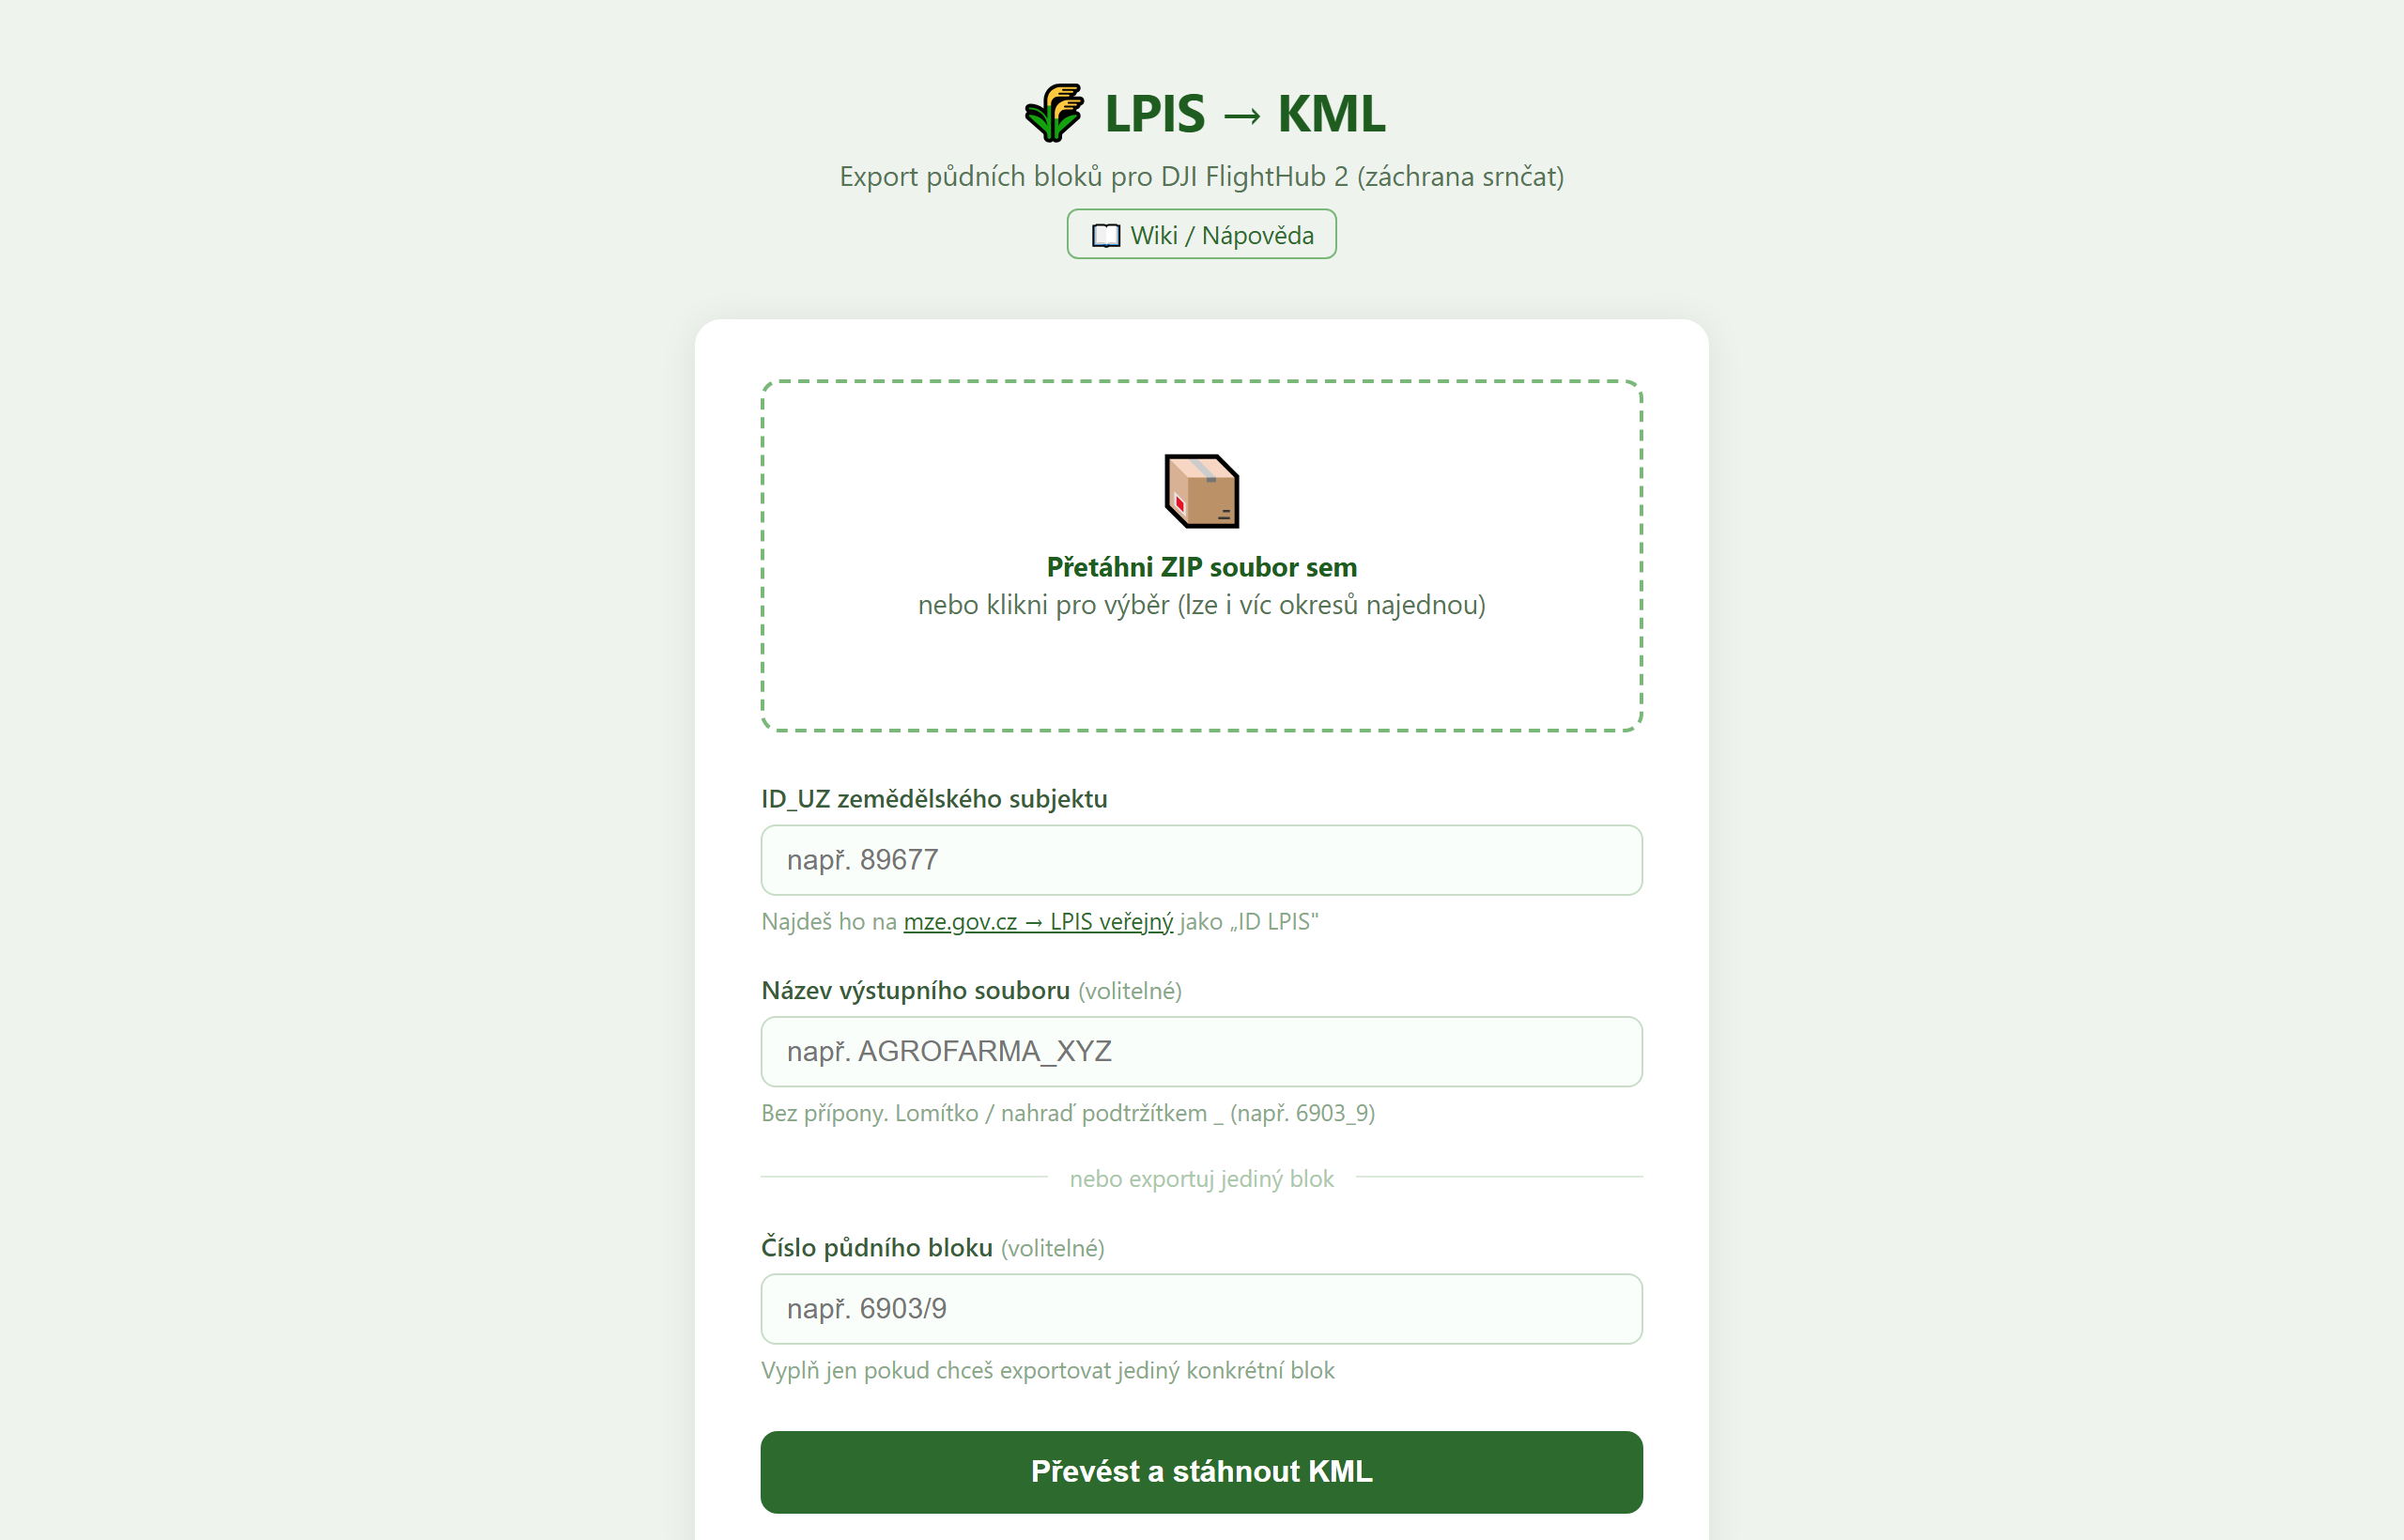 LPIS → KML
Export půdních bloků pro DJI FlightHub 2 (záchrana srnčat)
Wiki / Nápověda
Přetáhni ZIP soubor sem
nebo klikni pro výběr (lze i víc okresů najednou)
ID_UZ zemědělského subjektu
např. 89677
Najdeš ho na mze.gov.cz → LPIS veřejný jako „ID LPIS"
Název výstupního souboru (volitelné)
např. AGROFARMA_XYZ
Bez přípony. Lomítko / nahraď podtržítkem _ (např. 6903_9)
nebo exportuj jediný blok
Číslo půdního bloku (volitelné)
např. 6903/9
Vyplň jen pokud chceš exportovat jediný konkrétní blok
Převést a stáhnout KML